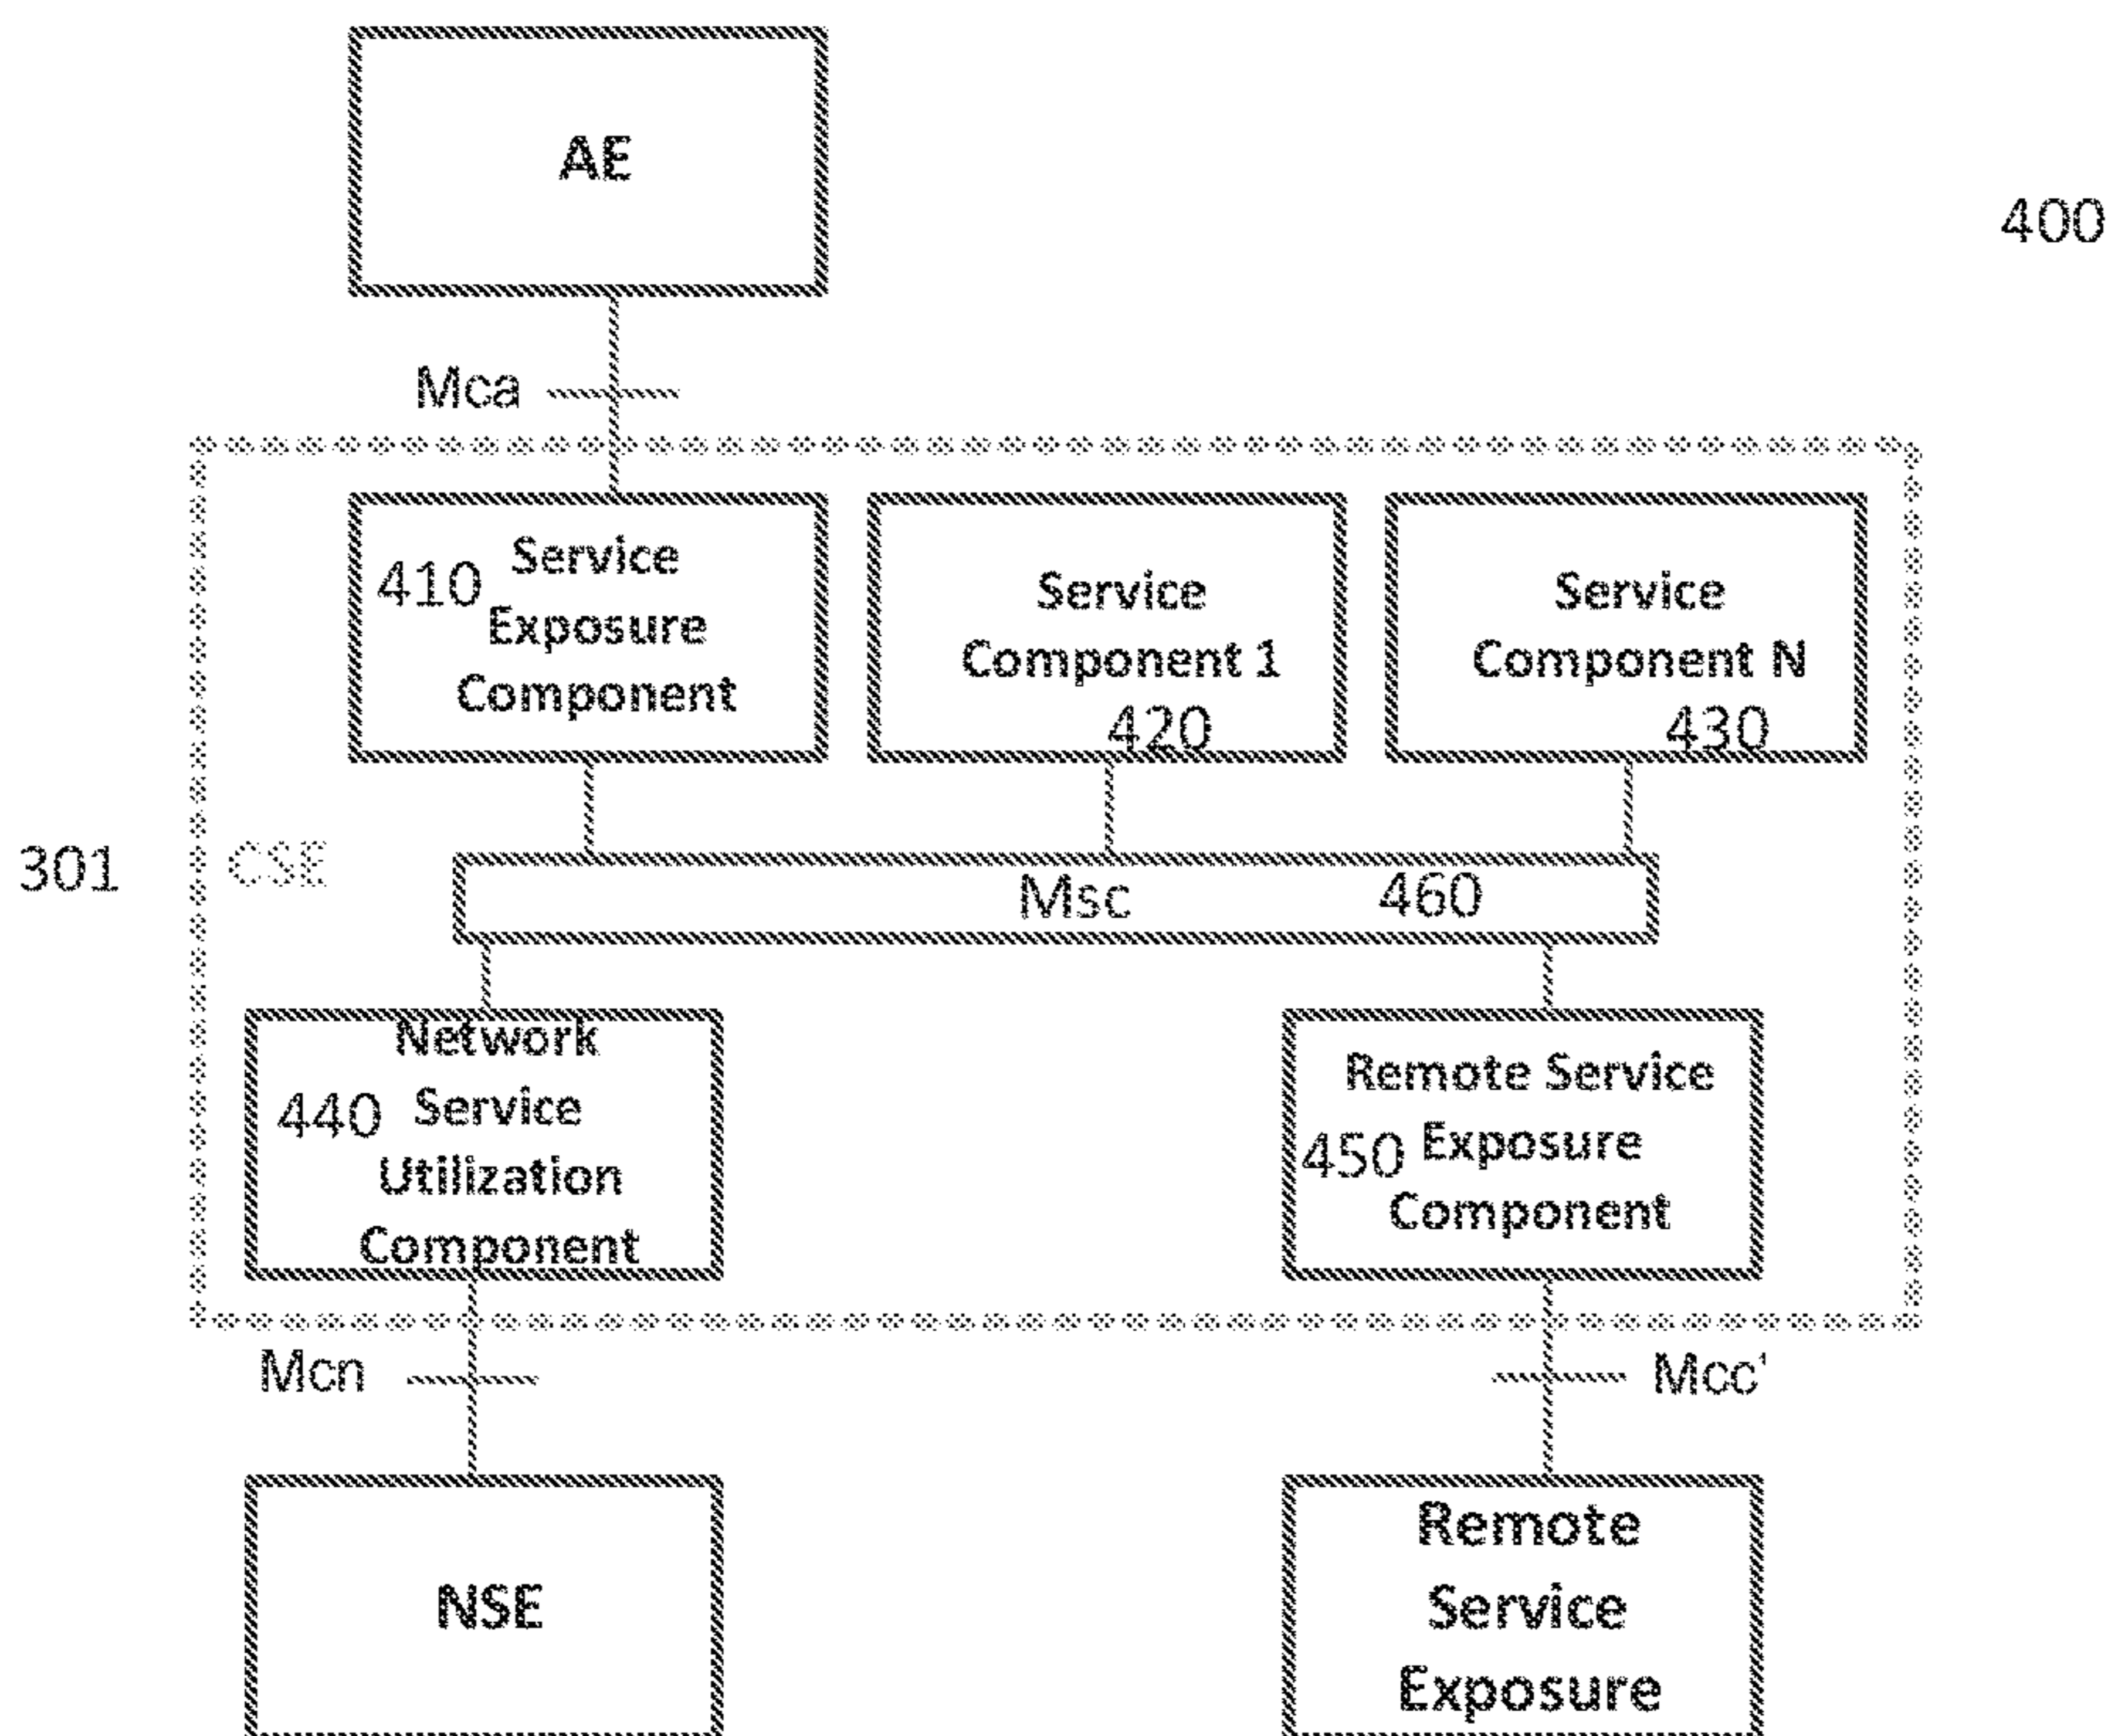 AE
400
Mca
410
Service
Exposure
Component
Service
Component 1
420
Service
Component N
430
301
CSE
Msc
460
Network
440
Service
Utilization
Component
Remote Service
450
Exposure
Component
Mcn
Mcc'
NSE
Remote
Service
Exposure